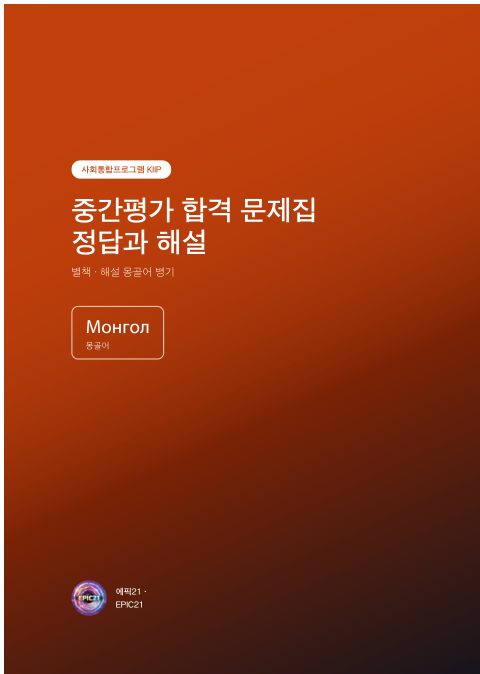 사회통합프로그램 KIIP
중간평가 합격 문제집
정답과 해설
별책 · 해설 몽골어 병기
Монгол
몽골어
EPIC21
에픽21 ·
EPIC21